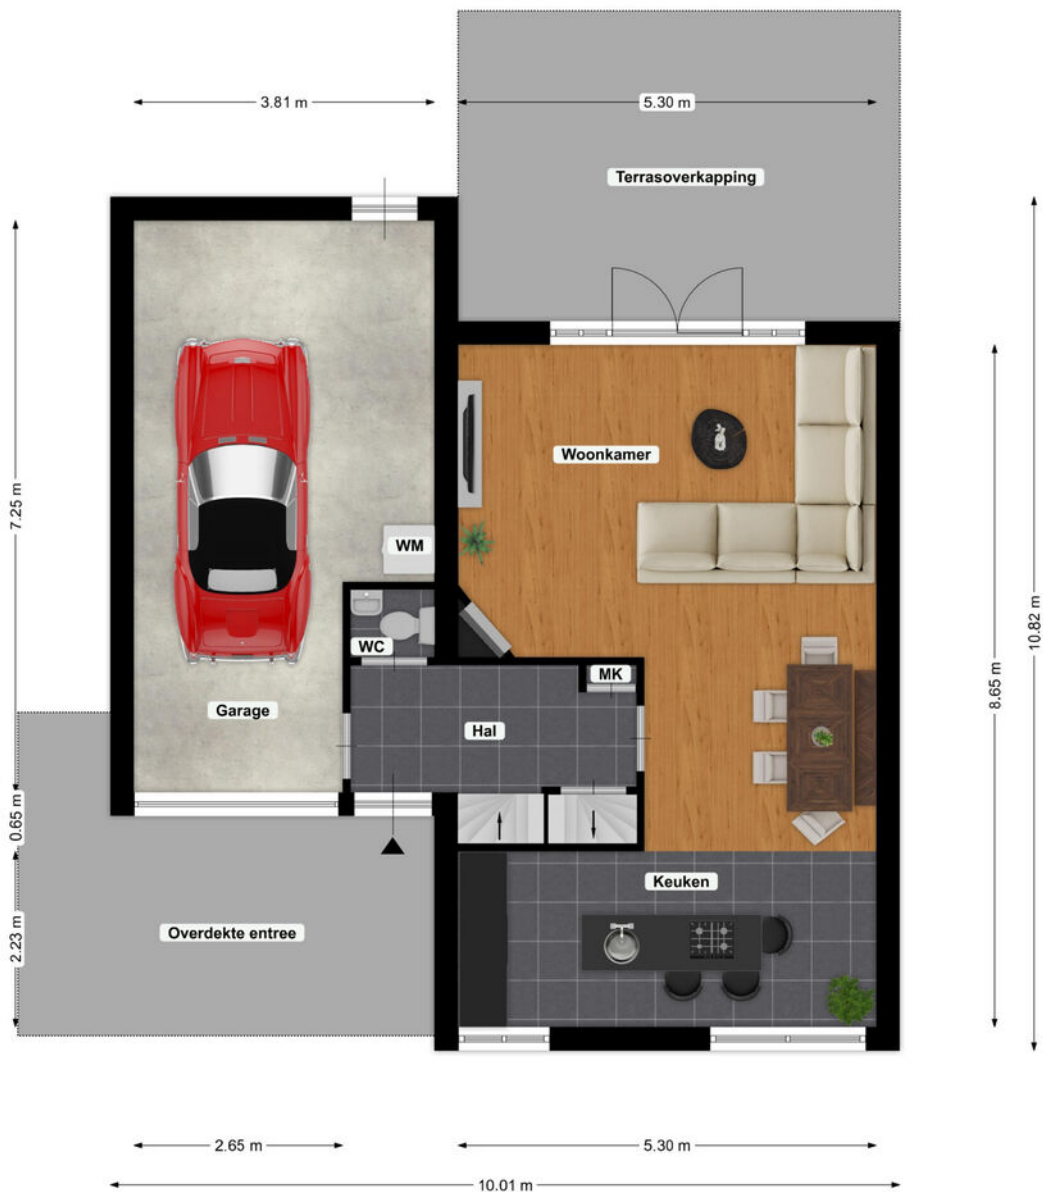 3.81 m
5.30 m
Terrasoverkapping
Woonkamer
7.25 m
WM
10.82 m
WC
MK
8.65 m
Garage
Hal
0.65 m
Keuken
Overdekte entree
2.23 m
2.65 m
5.30 m
10.01 m